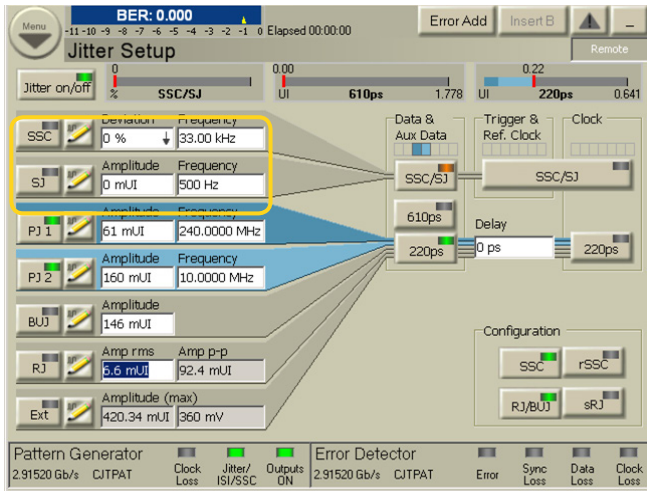 Menu
BER: 0.000
-11 -10 -9 -8 -7 -6 -5 -4 -3 -2 -1 0 Elapsed 00:00:00
Error Add
Insert B
Jitter Setup
Remote
Jitter on/off
0
% SSC/SJ
0.00
UI 610ps 1.778
0.22
UI 220ps 0.641
Deviation Frequency
SSC 0 % 33.00 kHz
Amplitude Frequency
SJ 0 mUI 500 Hz
Amplitude Frequency
PJ 1 61 mUI 240.0000 MHz
Amplitude Frequency
PJ 2 160 mUI 10.0000 MHz
Amplitude
BUJ 146 mUI
Amp rms Amp p-p
RJ 6.6 mUI 92.4 mUI
Amplitude (max)
Ext 420.34 mUI 360 mV
Data &
Aux Data
Trigger &
Ref. Clock
Clock
SSC/SJ
SSC/SJ
610ps
220ps
Delay
0 ps
220ps
Configuration
SSC rSSC
RJ/BUJ sRJ
Pattern Generator
2.91520 Gb/s CJTPAT
Clock
Loss
Jitter/
ISI/SSC
Outputs
ON
Error Detector
2.91520 Gb/s CJTPAT
Error
Sync
Loss
Data
Loss
Clock
Loss